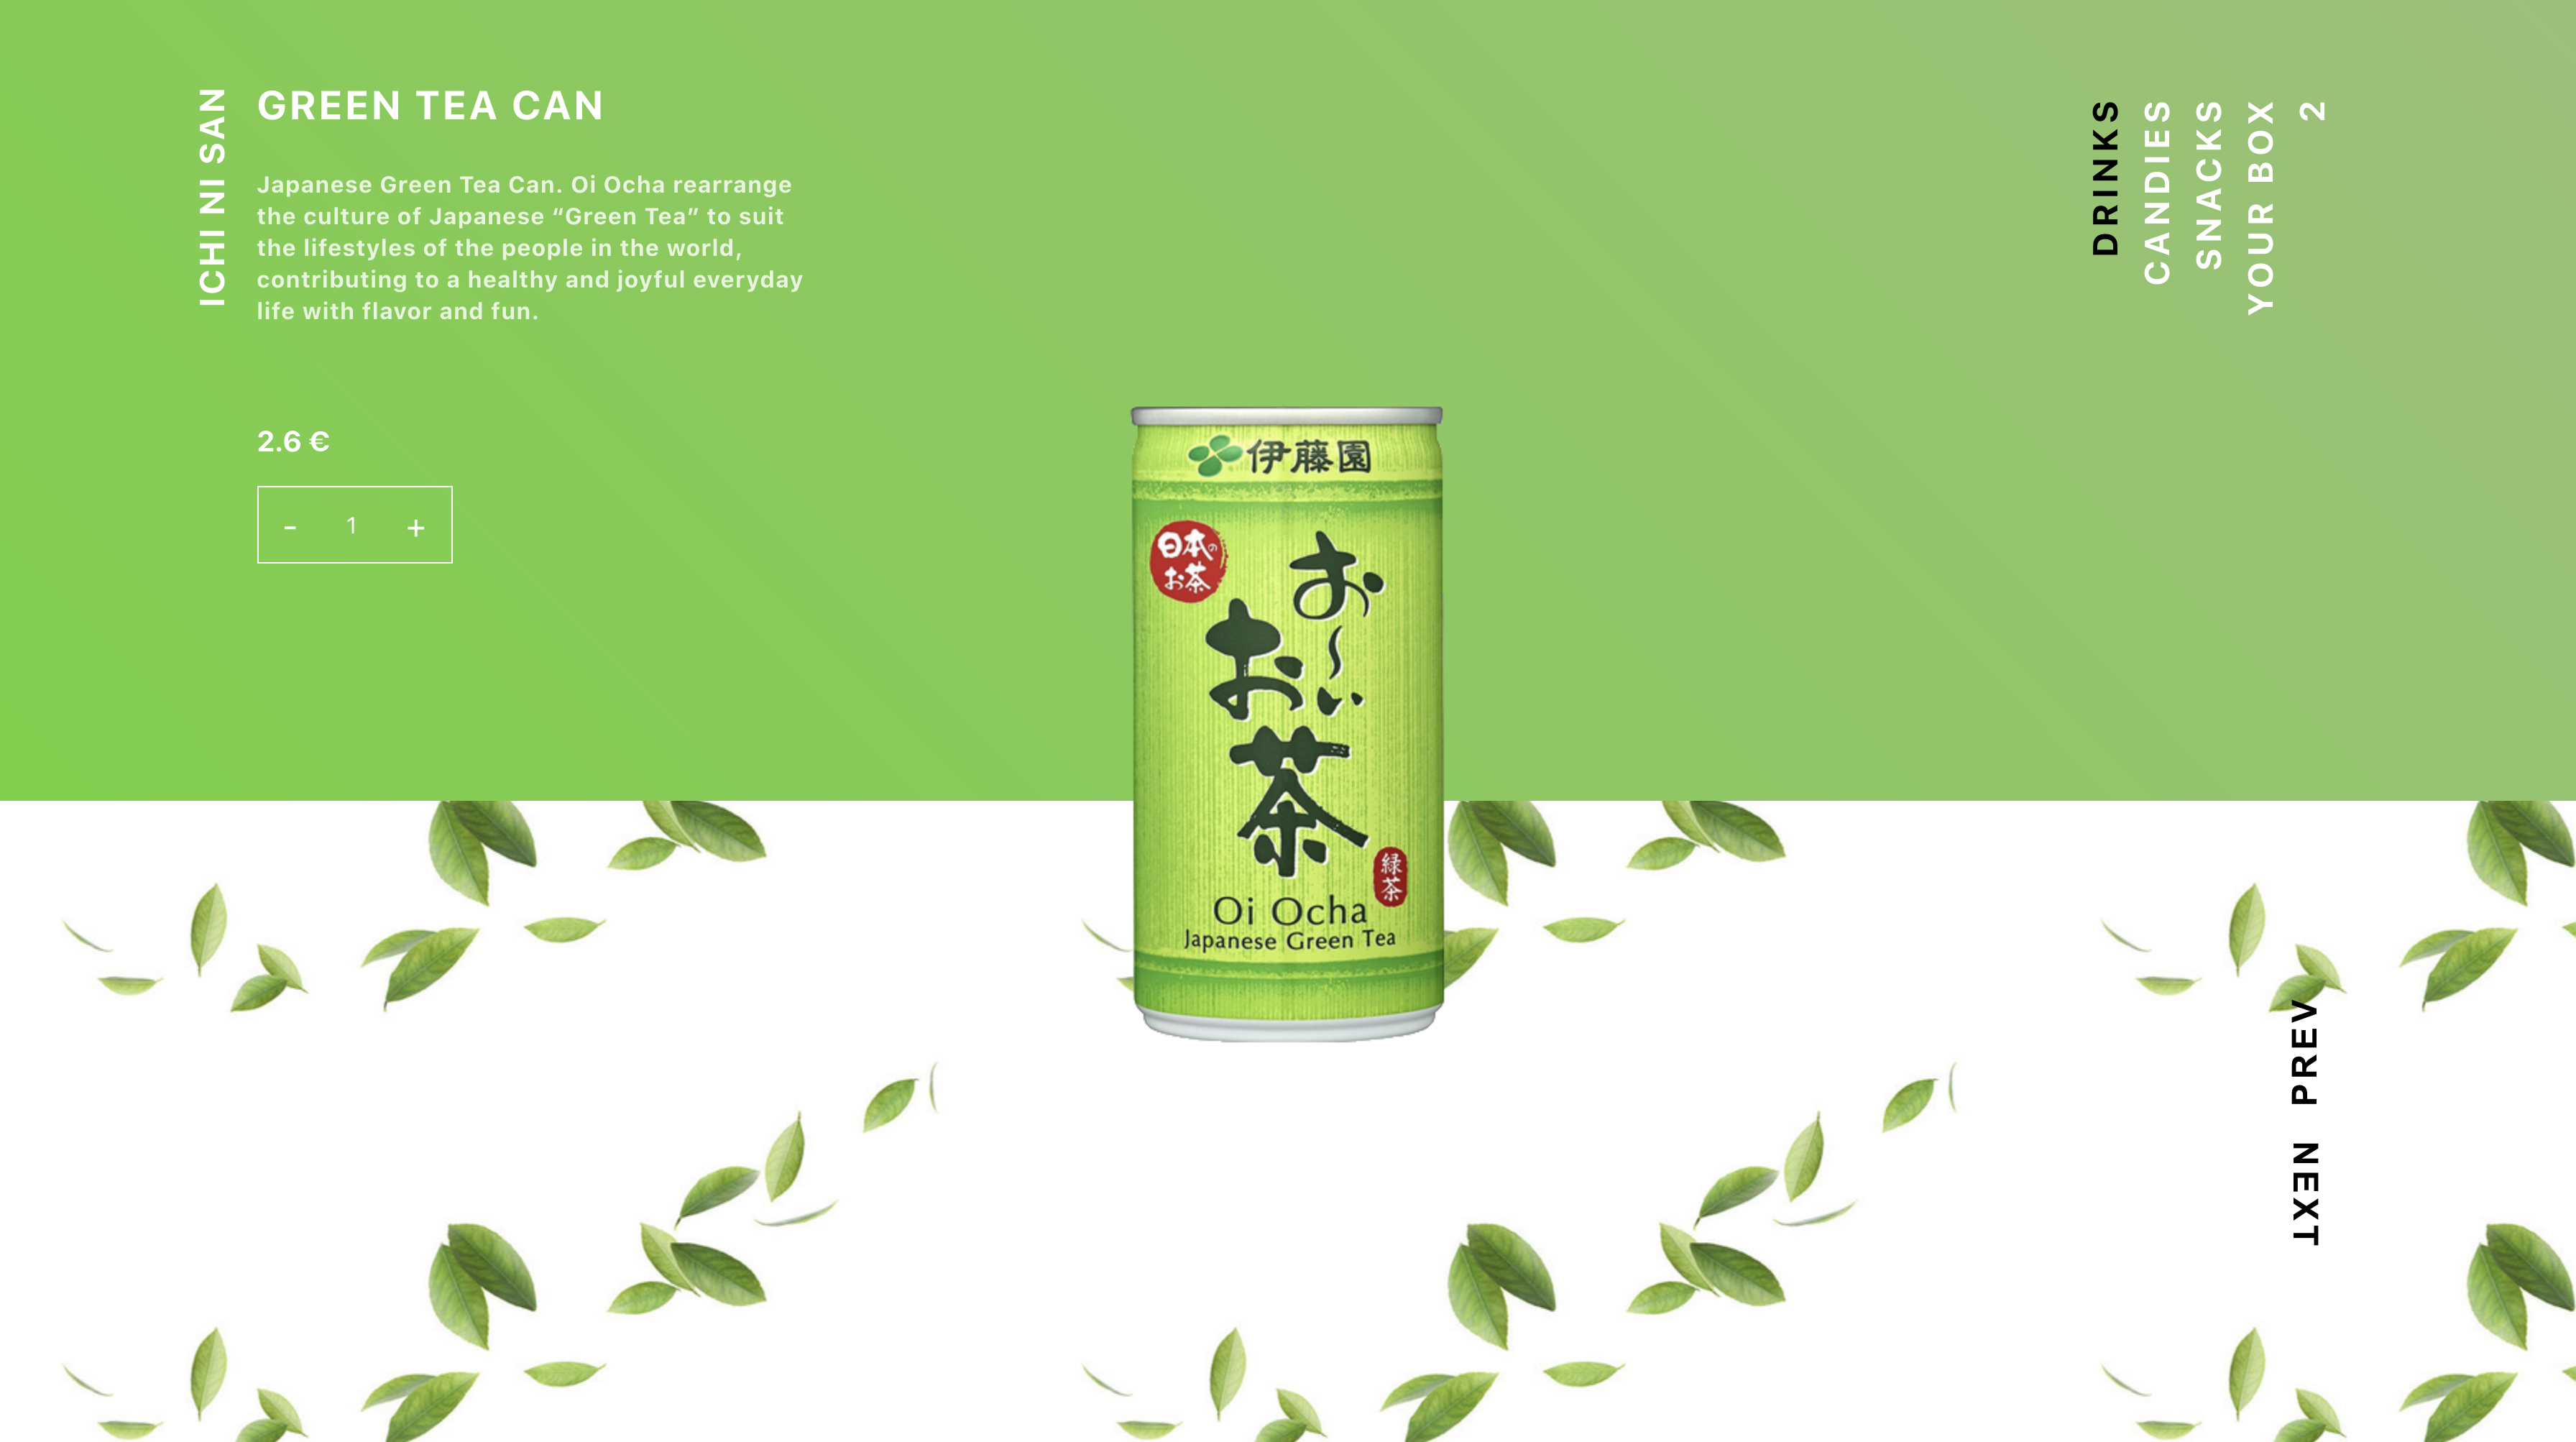 ICHI NI SAN
GREEN TEA CAN
Japanese Green Tea Can. Oi Ocha rearrange
the culture of Japanese “Green Tea” to suit
the lifestyles of the people in the world,
contributing to a healthy and joyful everyday
life with flavor and fun.
2.6 €
- 1 +
DRINKS
CANDIES
SNACKS
YOUR BOX
2
伊藤園
日本の
お茶
お〜い
お茶
緑茶
Oi Ocha
Japanese Green Tea
PREV
NEXT